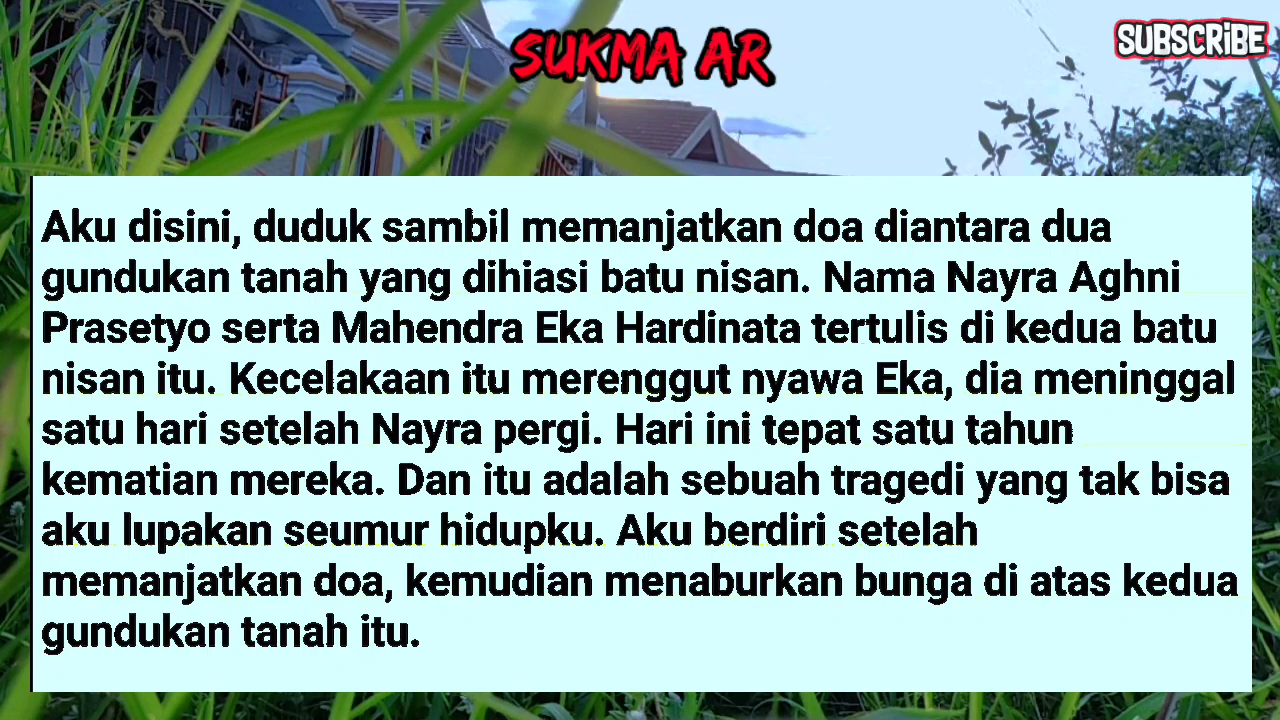 SUKMA AR
SUBSCRIBE
Aku disini, duduk sambil memanjatkan doa diantara dua
gundukan tanah yang dihiasi batu nisan. Nama Nayra Aghni
Prasetyo serta Mahendra Eka Hardinata tertulis di kedua batu
nisan itu. Kecelakaan itu merenggut nyawa Eka, dia meninggal
satu hari setelah Nayra pergi. Hari ini tepat satu tahun
kematian mereka. Dan itu adalah sebuah tragedi yang tak bisa
aku lupakan seumur hidupku. Aku berdiri setelah
memanjatkan doa, kemudian menaburkan bunga di atas kedua
gundukan tanah itu.